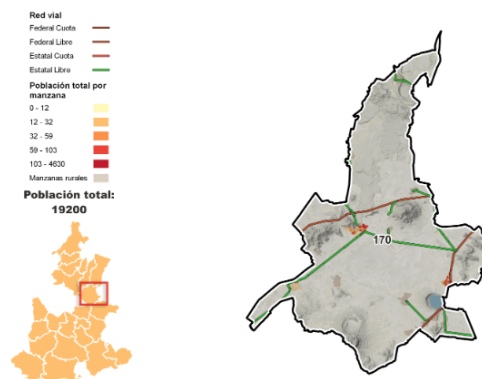 Red vial
Federal Cuota
Federal Libre
Estatal Cuota
Estatal Libre
Población total por
manzana
0 - 12
12 - 32
32 - 59
59 - 103
103 - 4630
Manzanas rurales
Población total:
19200
170